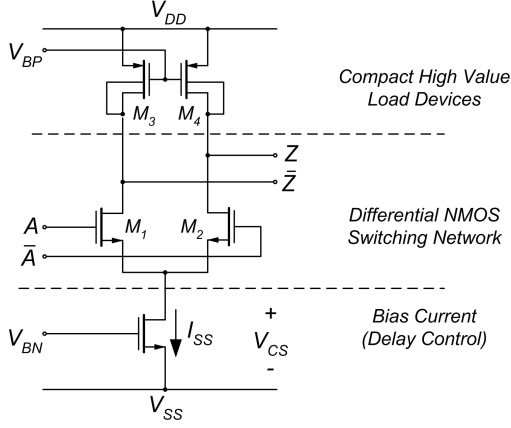 V_DD
V_BP
Compact High Value
Load Devices
M_3 M_4
Z
Z̅
A
M_1 M_2
Differential NMOS
Switching Network
A̅
Bias Current
(Delay Control)
+
I_SS
V_CS
V_BN
-
V_SS